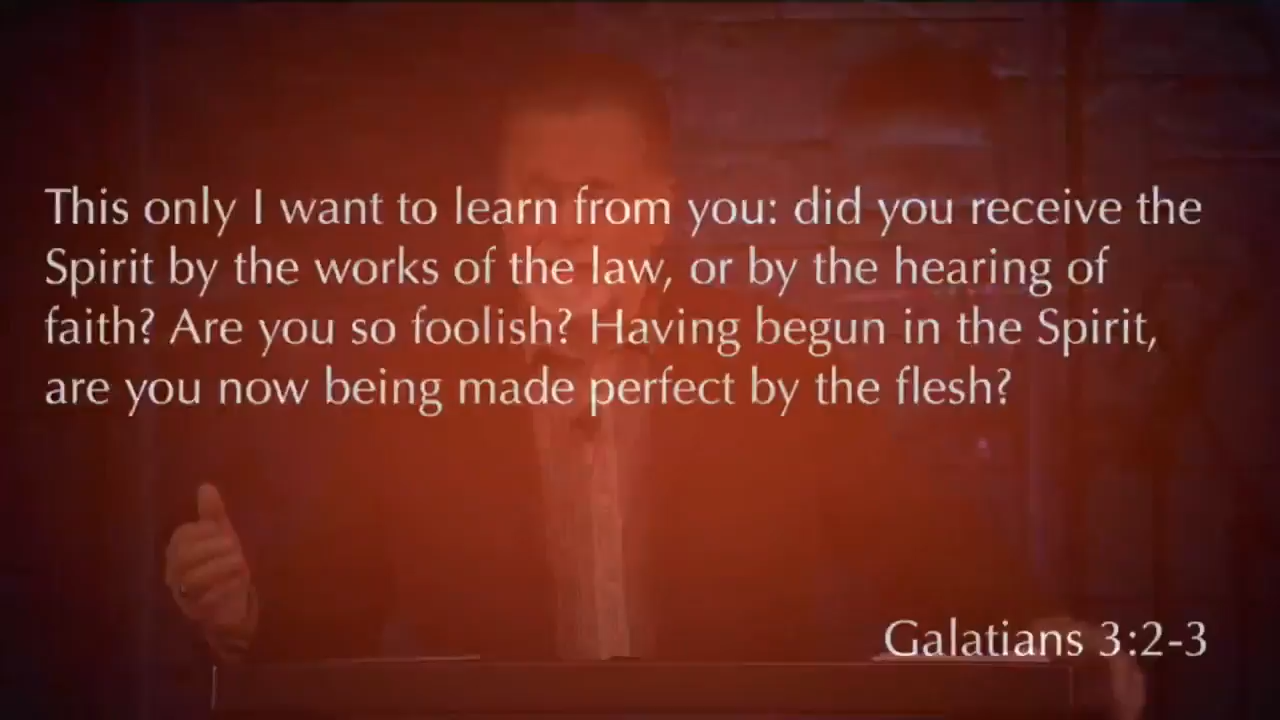 This only I want to learn from you: did you receive the
Spirit by the works of the law, or by the hearing of
faith? Are you so foolish? Having begun in the Spirit,
are you now being made perfect by the flesh?
Galatians 3:2-3